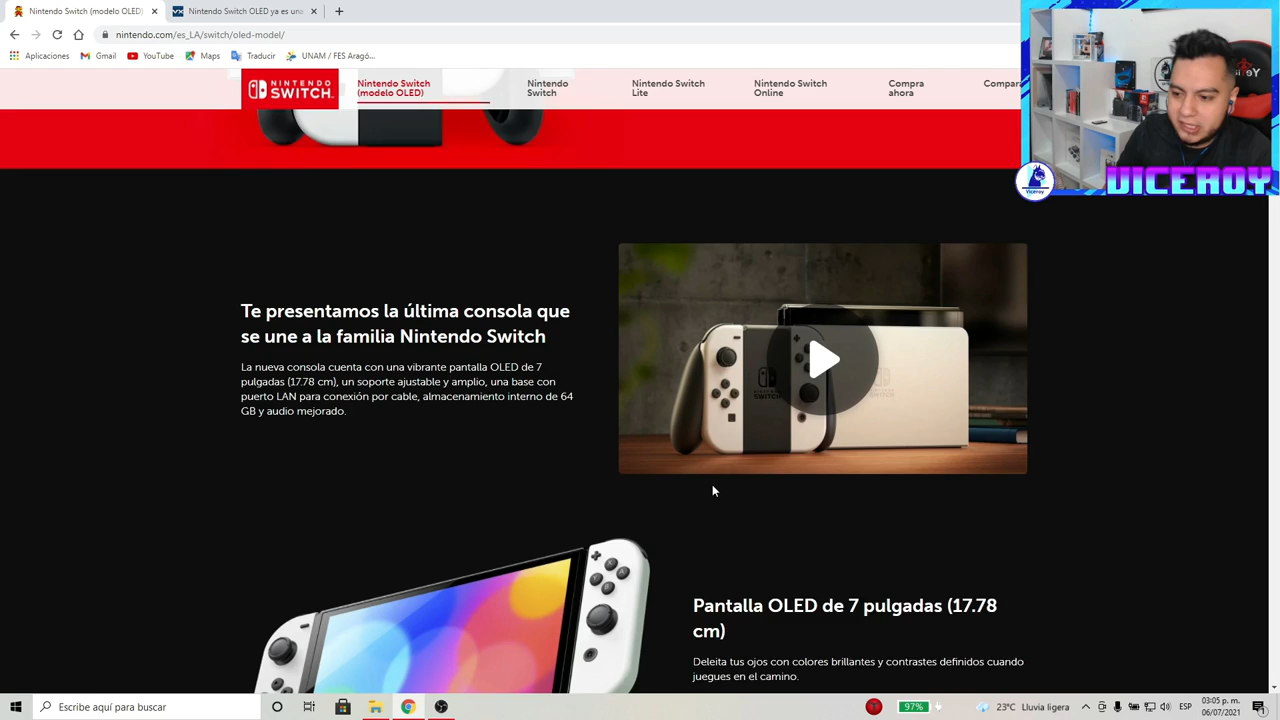 Nintendo Switch (modelo OLED)
Nintendo Switch OLED ya es una
nintendo.com/es_LA/switch/oled-model/
Aplicaciones
Gmail
YouTube
Maps
Traducir
UNAM / FES Aragó...
NINTENDO
SWITCH
Nintendo Switch
(modelo OLED)
Nintendo
Switch
Nintendo Switch
Lite
Nintendo Switch
Online
Compra
ahora
Compara
Viceroy
VICEROY
Te presentamos la última consola que
se une a la familia Nintendo Switch
La nueva consola cuenta con una vibrante pantalla OLED de 7
pulgadas (17.78 cm), un soporte ajustable y amplio, una base con
puerto LAN para conexión por cable, almacenamiento interno de 64
GB y audio mejorado.
Pantalla OLED de 7 pulgadas (17.78
cm)
Deleita tus ojos con colores brillantes y contrastes definidos cuando
juegues en el camino.
Escribe aquí para buscar
97%
23°C Lluvia ligera
ESP
03:05 p. m.
06/07/2021